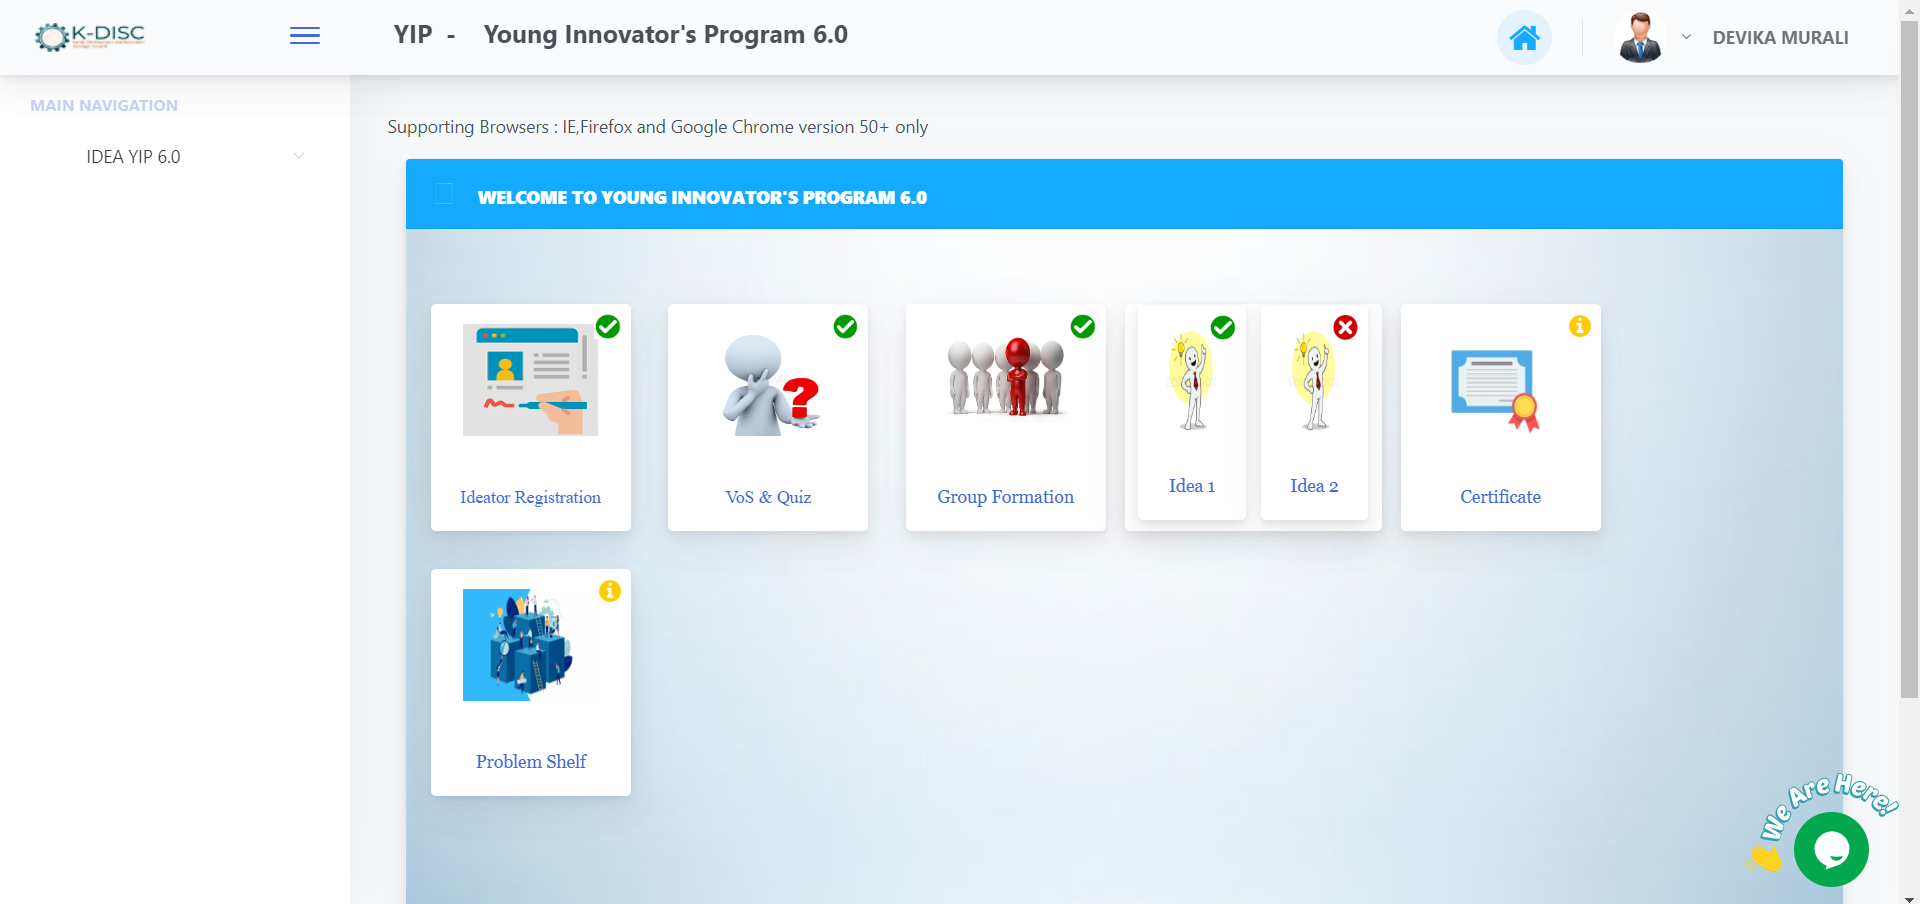 K-DISC
YIP - Young Innovator's Program 6.0
DEVIKA MURALI
MAIN NAVIGATION
IDEA YIP 6.0
Supporting Browsers : IE,Firefox and Google Chrome version 50+ only
WELCOME TO YOUNG INNOVATOR'S PROGRAM 6.0
Ideator Registration
VoS & Quiz
Group Formation
Idea 1
Idea 2
Certificate
Problem Shelf
We Are Here!